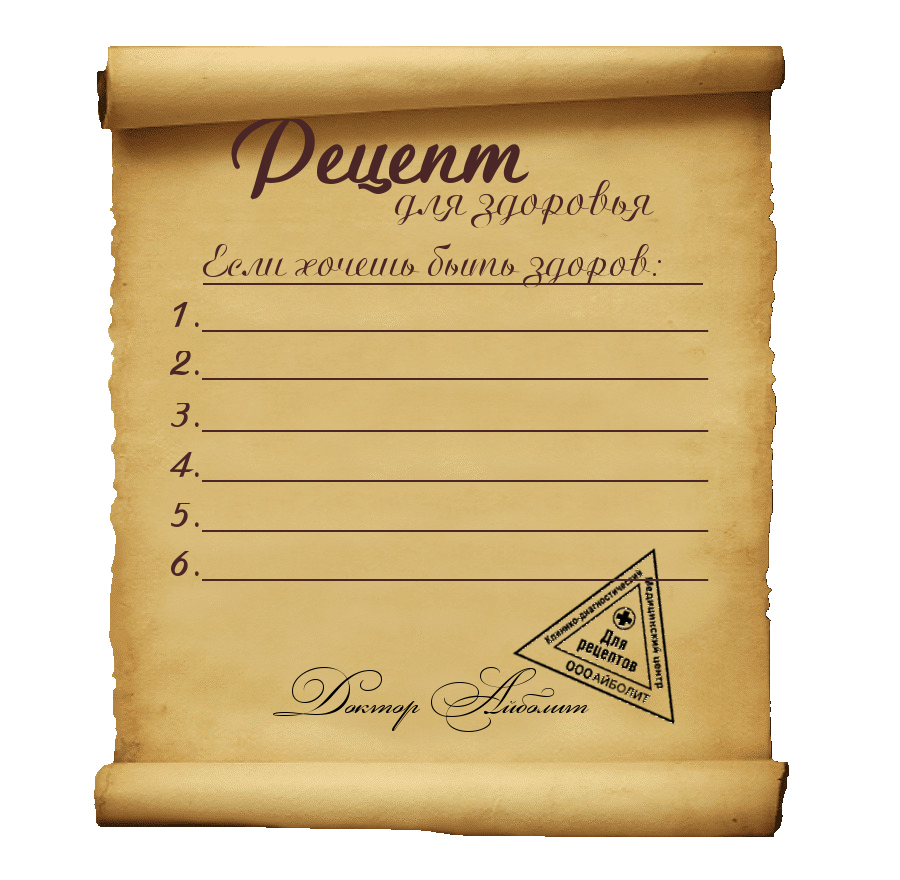 Рецепт
для здоровья
Если хочешь быть здоров:
1.
2.
3.
4.
5.
6.
Клинико-диагностический
Медицинский центр
Для
рецептов
ООО АЙБОЛИТ
Доктор Айболит